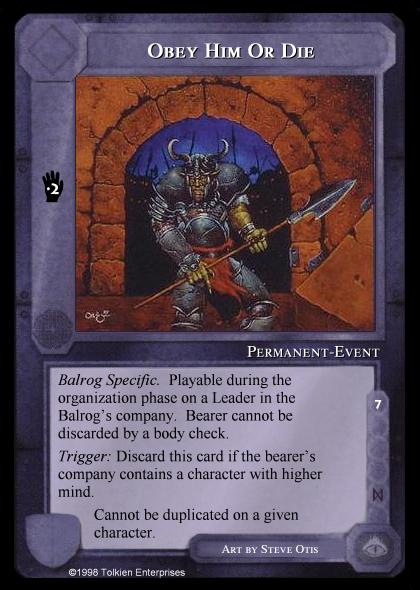 OBEY HIM OR DIE
-2
PERMANENT-EVENT
Balrog Specific. Playable during the
organization phase on a Leader in the
Balrog's company. Bearer cannot be
discarded by a body check.
7
Trigger: Discard this card if the bearer's
company contains a character with higher
mind.
Cannot be duplicated on a given
character.
ART BY STEVE OTIS
©1998 Tolkien Enterprises